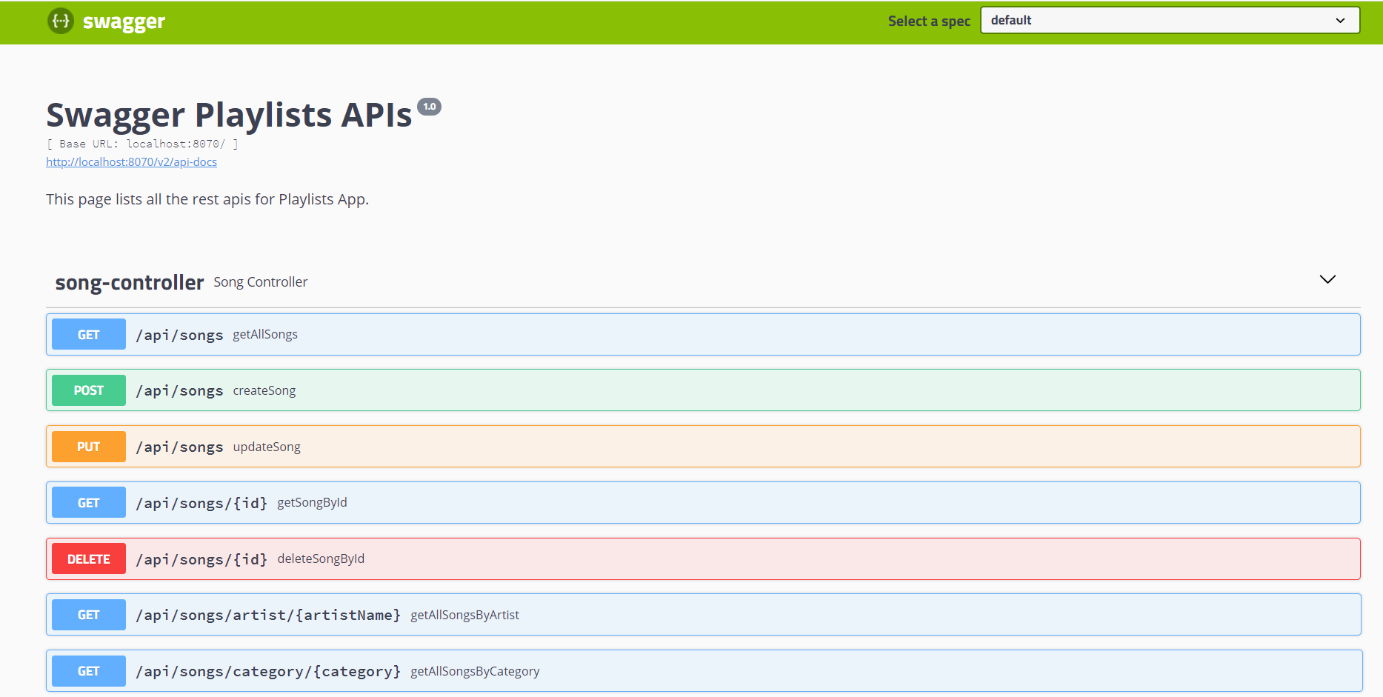 {··} swagger Select a spec default
Swagger Playlists APIs 1.0
[ Base URL: localhost:8070/ ]
http://localhost:8070/v2/api-docs
This page lists all the rest apis for Playlists App.
song-controller Song Controller
GET /api/songs getAllSongs
POST /api/songs createSong
PUT /api/songs updateSong
GET /api/songs/{id} getSongById
DELETE /api/songs/{id} deleteSongById
GET /api/songs/artist/{artistName} getAllSongsByArtist
GET /api/songs/category/{category} getAllSongsByCategory